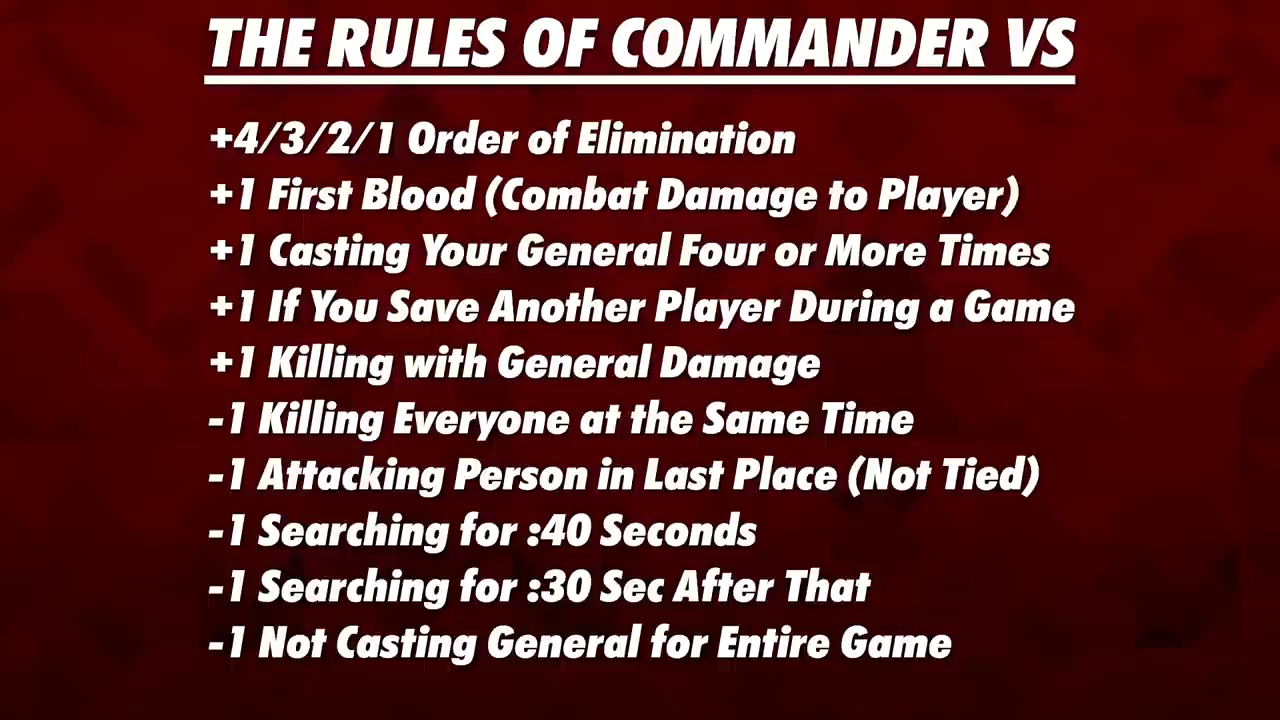 THE RULES OF COMMANDER VS
+4/3/2/1 Order of Elimination
+1 First Blood (Combat Damage to Player)
+1 Casting Your General Four or More Times
+1 If You Save Another Player During a Game
+1 Killing with General Damage
-1 Killing Everyone at the Same Time
-1 Attacking Person in Last Place (Not Tied)
-1 Searching for :40 Seconds
-1 Searching for :30 Sec After That
-1 Not Casting General for Entire Game